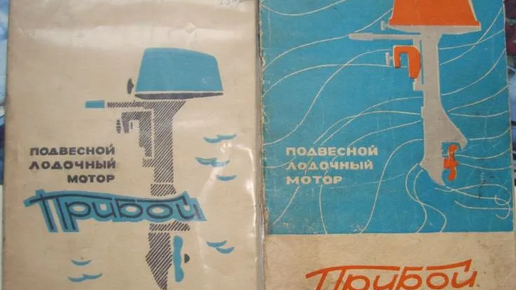 ПОДВЕСНОЙ
ЛОДОЧНЫЙ
МОТОР
Прибой
ПОДВЕСНОЙ
ЛОДОЧНЫЙ
МОТОР
Прибой